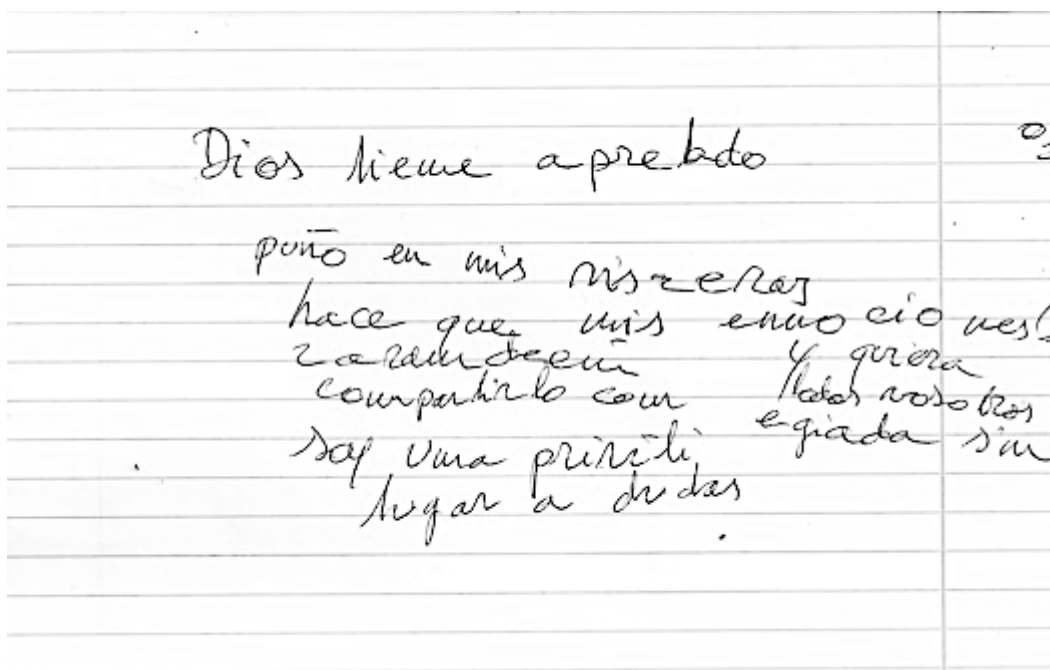 Dios tiene apretado
puño en mis visceras
hace que mis emociones
y quiera
compartirlo con todos vosotros
soy una privili egiada sin
lugar a dudas